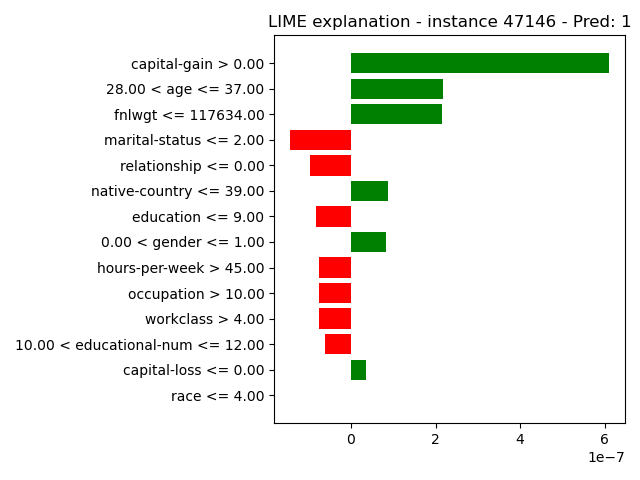 LIME explanation - instance 47146 - Pred: 1
capital-gain > 0.00
28.00 < age <= 37.00
fnlwgt <= 117634.00
marital-status <= 2.00
relationship <= 0.00
native-country <= 39.00
education <= 9.00
0.00 < gender <= 1.00
hours-per-week > 45.00
occupation > 10.00
workclass > 4.00
10.00 < educational-num <= 12.00
capital-loss <= 0.00
race <= 4.00
0 2 4 6
1e−7